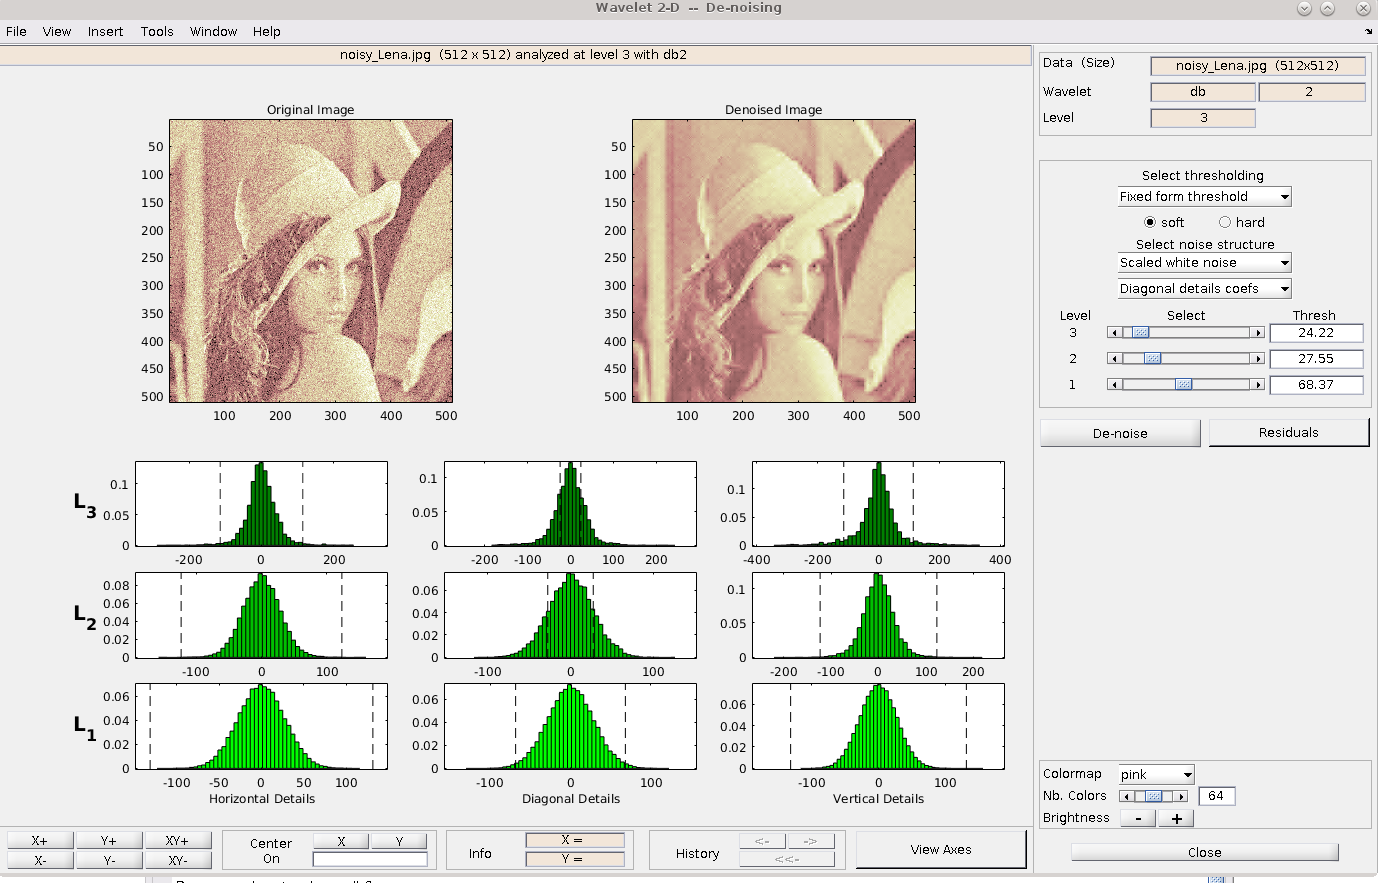 Wavelet 2-D -- De-noising
File View Insert Tools Window Help
noisy_Lena.jpg (512 x 512) analyzed at level 3 with db2
Data (Size) noisy_Lena.jpg (512x512)
Wavelet db 2
Level 3
Original Image
50
100
150
200
250
300
350
400
450
500
100 200 300 400 500
Denoised Image
50
100
150
200
250
300
350
400
450
500
100 200 300 400 500
Select thresholding
Fixed form threshold
soft hard
Select noise structure
Scaled white noise
Diagonal details coefs
Level Select Thresh
3 24.22
2 27.55
1 68.37
De-noise Residuals
L3
0.1
0.05
0
-200 0 200
0.1
0.05
0
-200 -100 0 100 200
0.1
0.05
0
-400 -200 0 200 400
L2
0.08
0.06
0.04
0.02
0
-100 0 100
0.06
0.04
0.02
0
-100 0 100
0.1
0.05
0
-200 -100 0 100 200
L1
0.06
0.04
0.02
0
-100 -50 0 50 100
Horizontal Details
0.06
0.04
0.02
0
-100 0 100
Diagonal Details
0.06
0.04
0.02
0
-100 0 100
Vertical Details
Colormap pink
Nb. Colors 64
Brightness - +
X+ Y+ XY+
X- Y- XY-
Center On X Y
Info X =
Y =
History <- ->
<<-
View Axes
Close